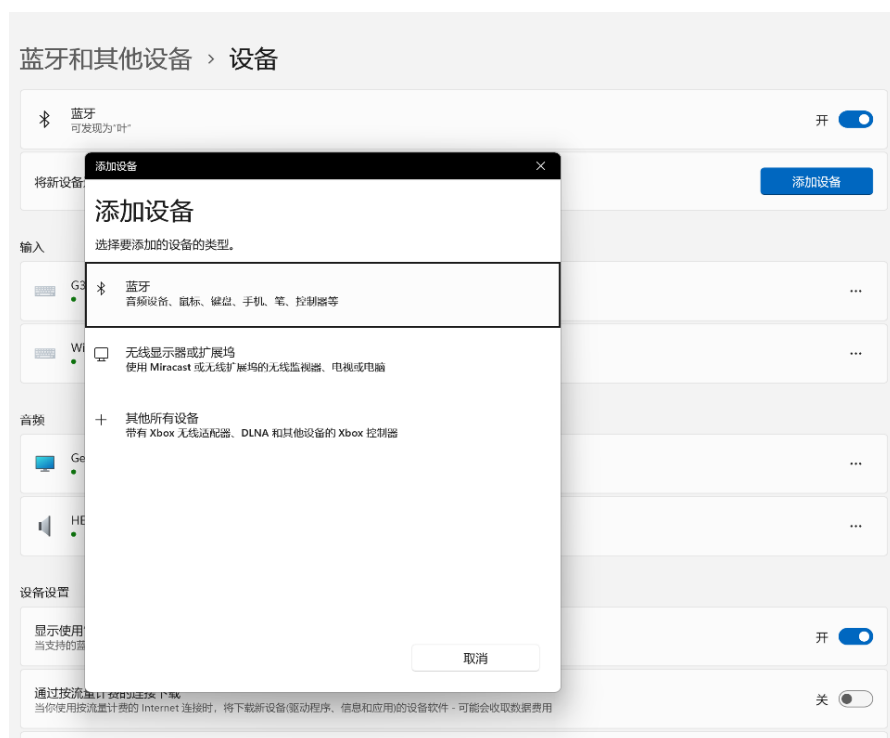 蓝牙和其他设备 › 设备
蓝牙
可发现为"叶"
开
添加设备
将新设备
添加设备
添加设备
选择要添加的设备的类型。
输入
G3
蓝牙
音频设备、鼠标、键盘、手机、笔、控制器等
Wi
无线显示器或扩展坞
使用 Miracast 或无线扩展坞的无线监视器、电视或电脑
音频
其他所有设备
带有 Xbox 无线适配器、DLNA 和其他设备的 Xbox 控制器
Ge
HE
设备设置
显示使用
当支持的蓝
开
取消
通过按流量计费的连接下载
当你使用按流量计费的 Internet 连接时，将下载新设备(驱动程序、信息和应用)的设备软件 - 可能会收取数据费用
关